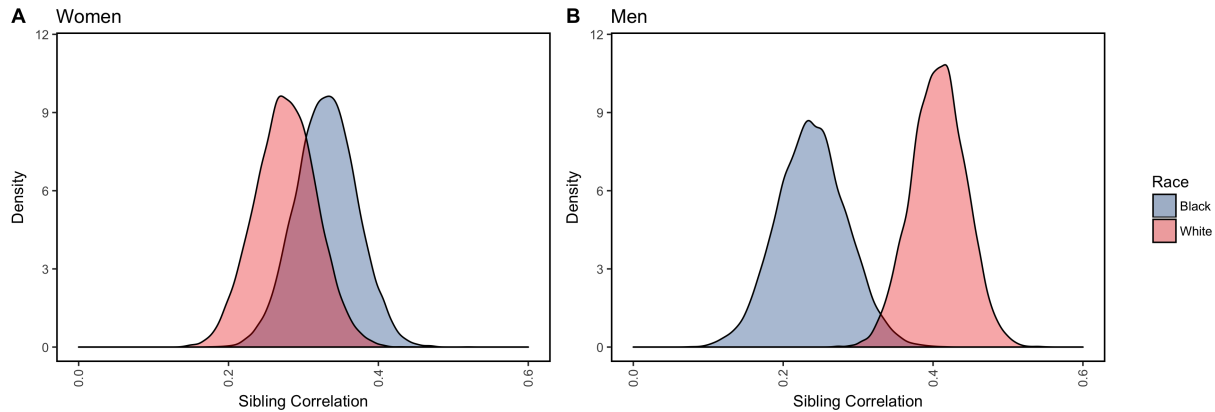 A Women
12
9
6
3
0
Density
0.0 0.2 0.4 0.6
Sibling Correlation
B Men
12
9
6
3
0
Density
0.0 0.2 0.4 0.6
Sibling Correlation
Race
Black
White